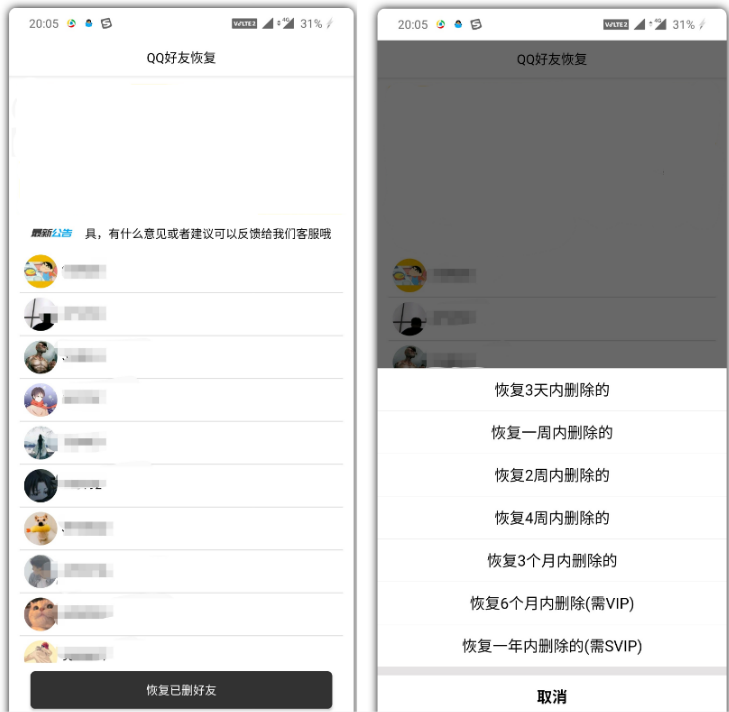 20:05
VoLTE 2
4G
31%
QQ好友恢复
最新公告
具，有什么意见或者建议可以反馈给我们客服哦
恢复已删好友
20:05
VoLTE 2
4G
31%
QQ好友恢复
恢复3天内删除的
恢复一周内删除的
恢复2周内删除的
恢复4周内删除的
恢复3个月内删除的
恢复6个月内删除(需VIP)
恢复一年内删除的(需SVIP)
取消